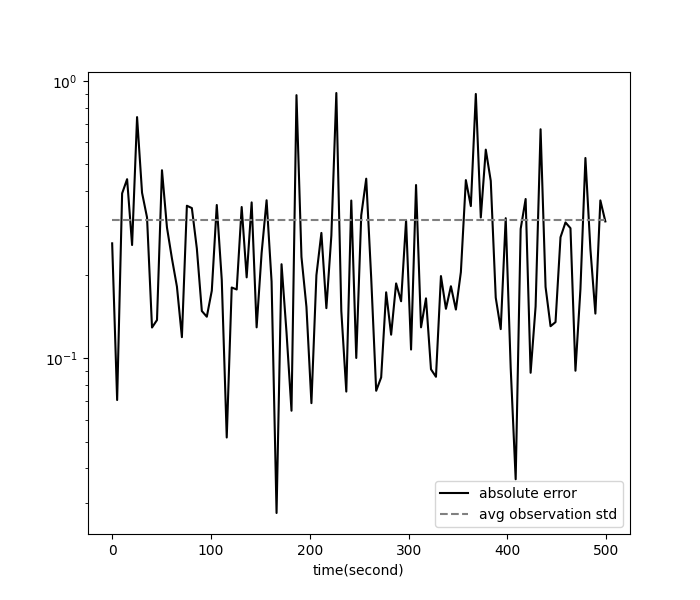 10⁰
10⁻¹
0 100 200 300 400 500
time(second)
absolute error
avg observation std